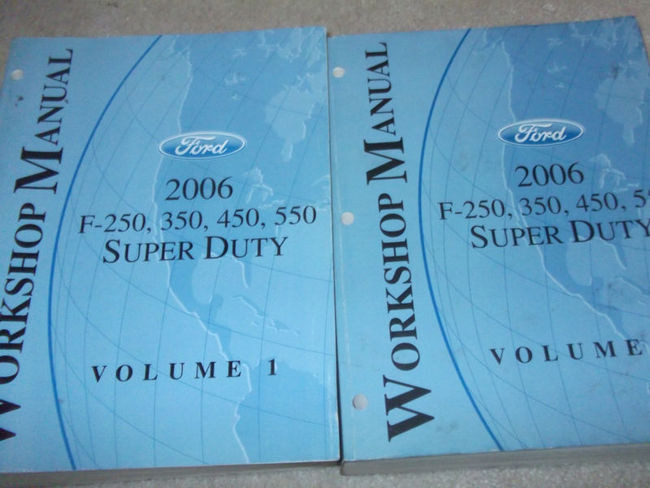 WORKSHOP MANUAL
Ford
2006
F-250, 350, 450, 550
SUPER DUTY
VOLUME 1
WORKSHOP MANUAL
Ford
2006
F-250, 350, 450, 5
SUPER DUTY
VOLUME